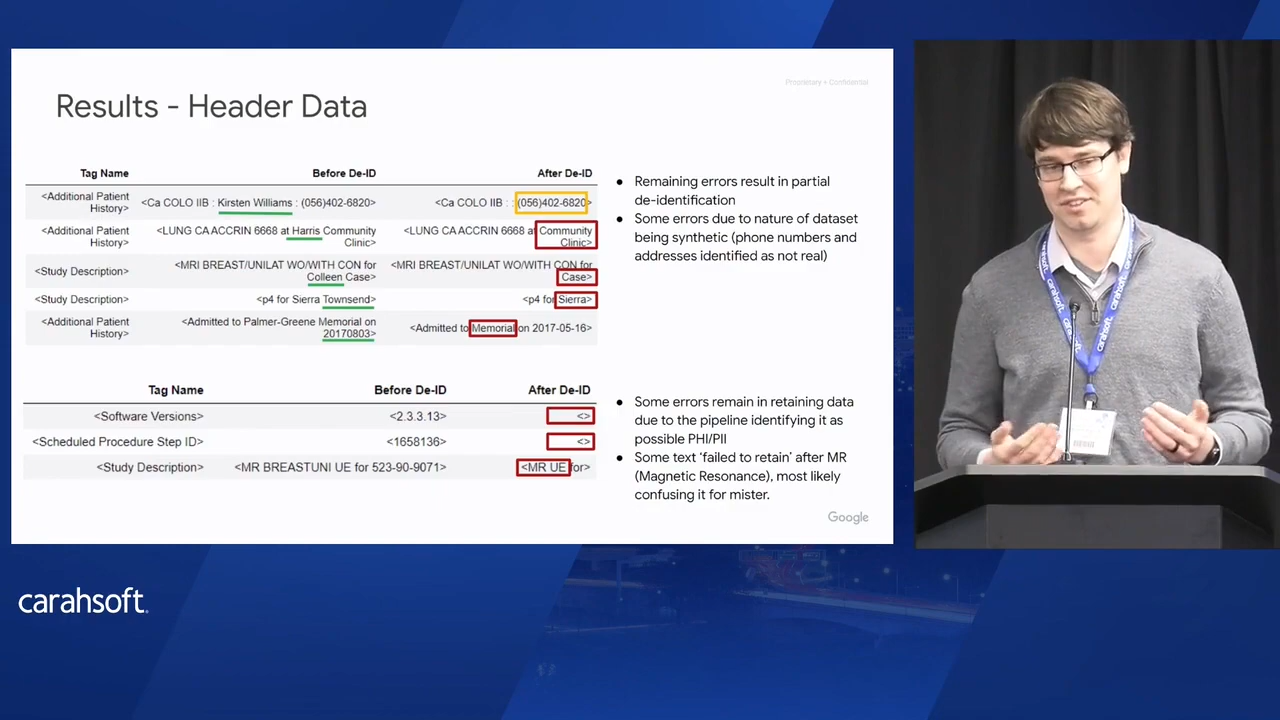 Proprietary + Confidential
Results - Header Data
Tag Name Before De-ID After De-ID
<Additional Patient History> <Ca COLO IIB : Kirsten Williams : (056)402-6820> <Ca COLO IIB : : (056)402-6820>
<Additional Patient History> <LUNG CA ACCRIN 6668 at Harris Community Clinic> <LUNG CA ACCRIN 6668 at Community Clinic>
<Study Description> <MRI BREAST/UNILAT WO/WITH CON for Colleen Case> <MRI BREAST/UNILAT WO/WITH CON for Case>
<Study Description> <p4 for Sierra Townsend> <p4 for Sierra>
<Additional Patient History> <Admitted to Palmer-Greene Memorial on 20170803> <Admitted to Memorial on 2017-05-16>
● Remaining errors result in partial
de-identification
● Some errors due to nature of dataset
being synthetic (phone numbers and
addresses identified as not real)
Tag Name Before De-ID After De-ID
<Software Versions> <2.3.3.13> <>
<Scheduled Procedure Step ID> <1658136> <>
<Study Description> <MR BREASTUNI UE for 523-90-9071> <MR UE for>
● Some errors remain in retaining data
due to the pipeline identifying it as
possible PHI/PII
● Some text 'failed to retain' after MR
(Magnetic Resonance), most likely
confusing it for mister.
Google
carahsoft.
carahsoft
carahsoft